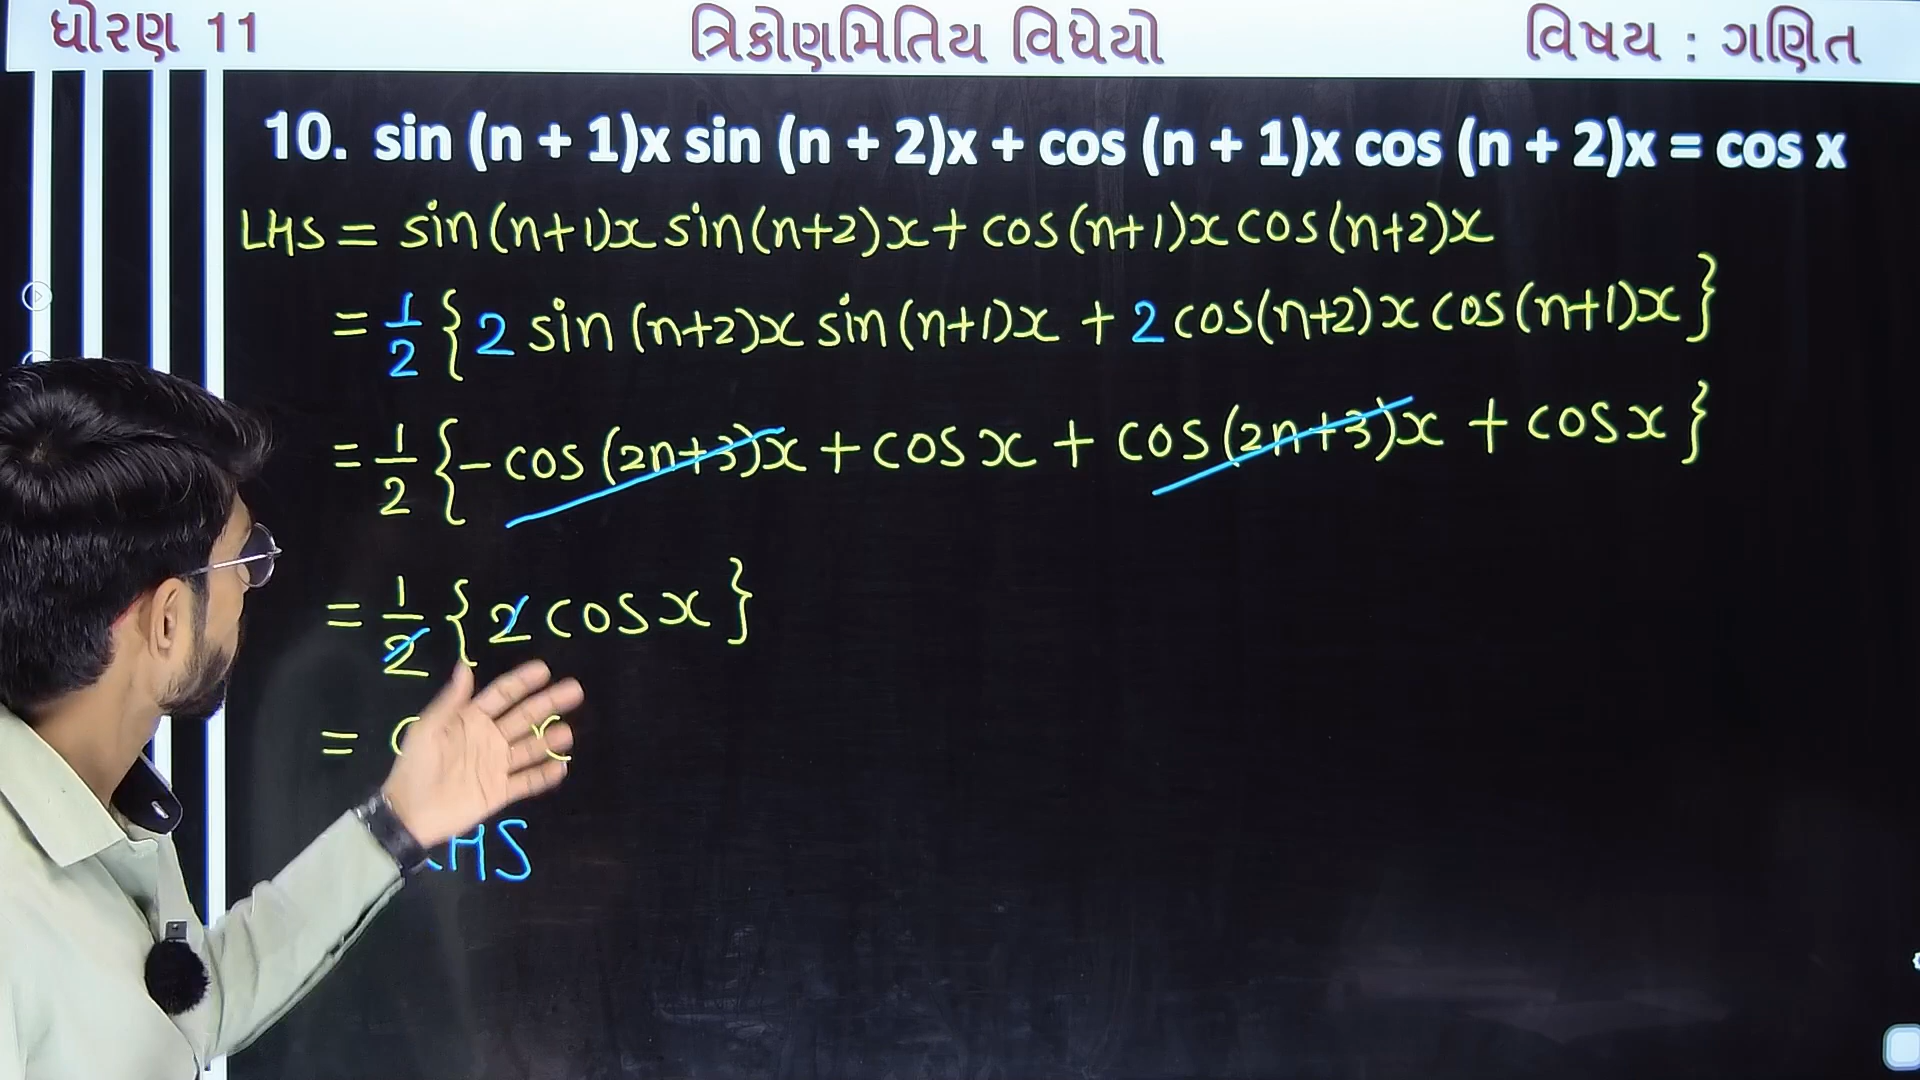 ધોરણ 11 ત્રિકોણમિતિય વિધેયો વિષય : ગણિત
10. sin (n + 1)x sin (n + 2)x + cos (n + 1)x cos (n + 2)x = cos x
LHS = sin(n+1)x sin(n+2)x + cos(n+1)x cos(n+2)x
= 1/2 { 2 sin (n+2)x sin(n+1)x + 2 cos(n+2)x cos(n+1)x }
= 1/2 { - cos (2n+3)x + cos x + cos (2n+3)x + cos x }
= 1/2 { 2 cos x }
=
HS